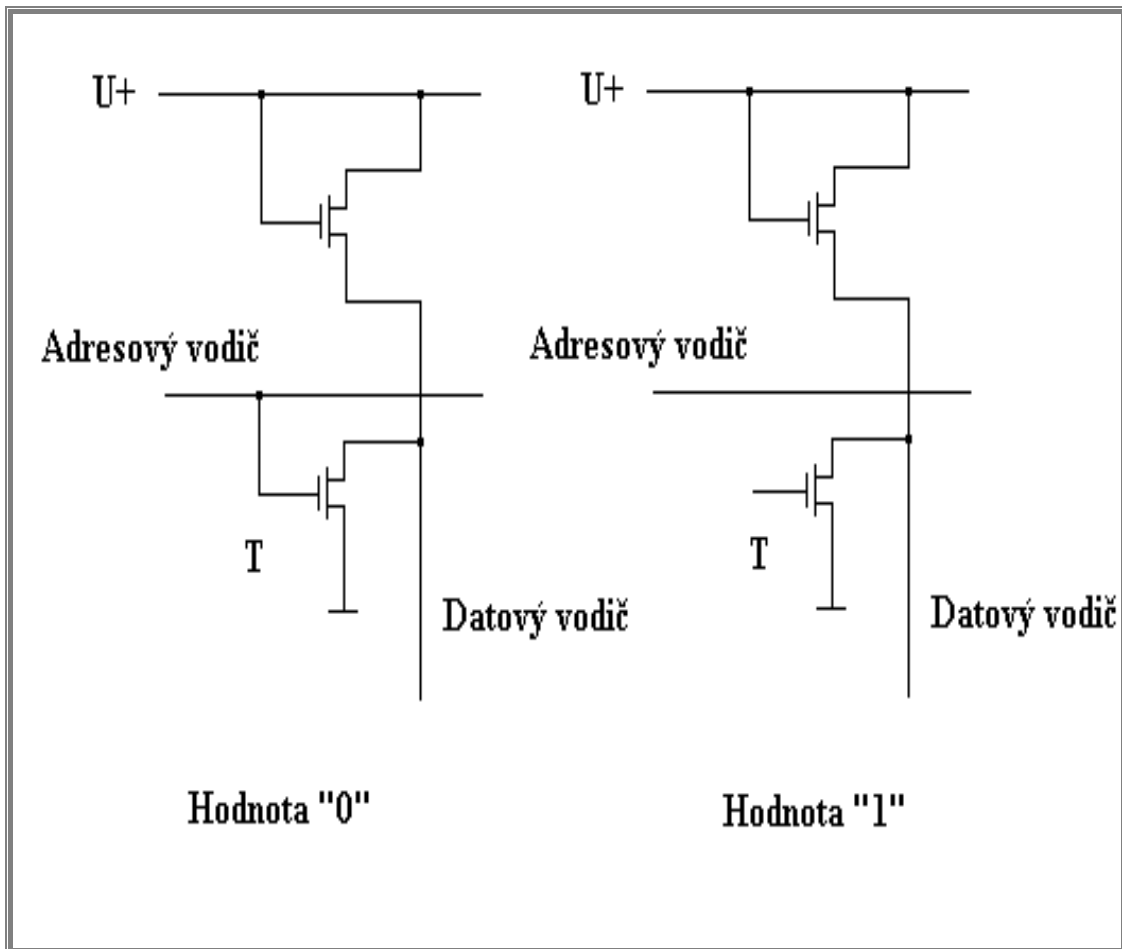 U+
U+
Adresový vodič
Adresový vodič
T
T
Datový vodič
Datový vodič
Hodnota "0"
Hodnota "1"